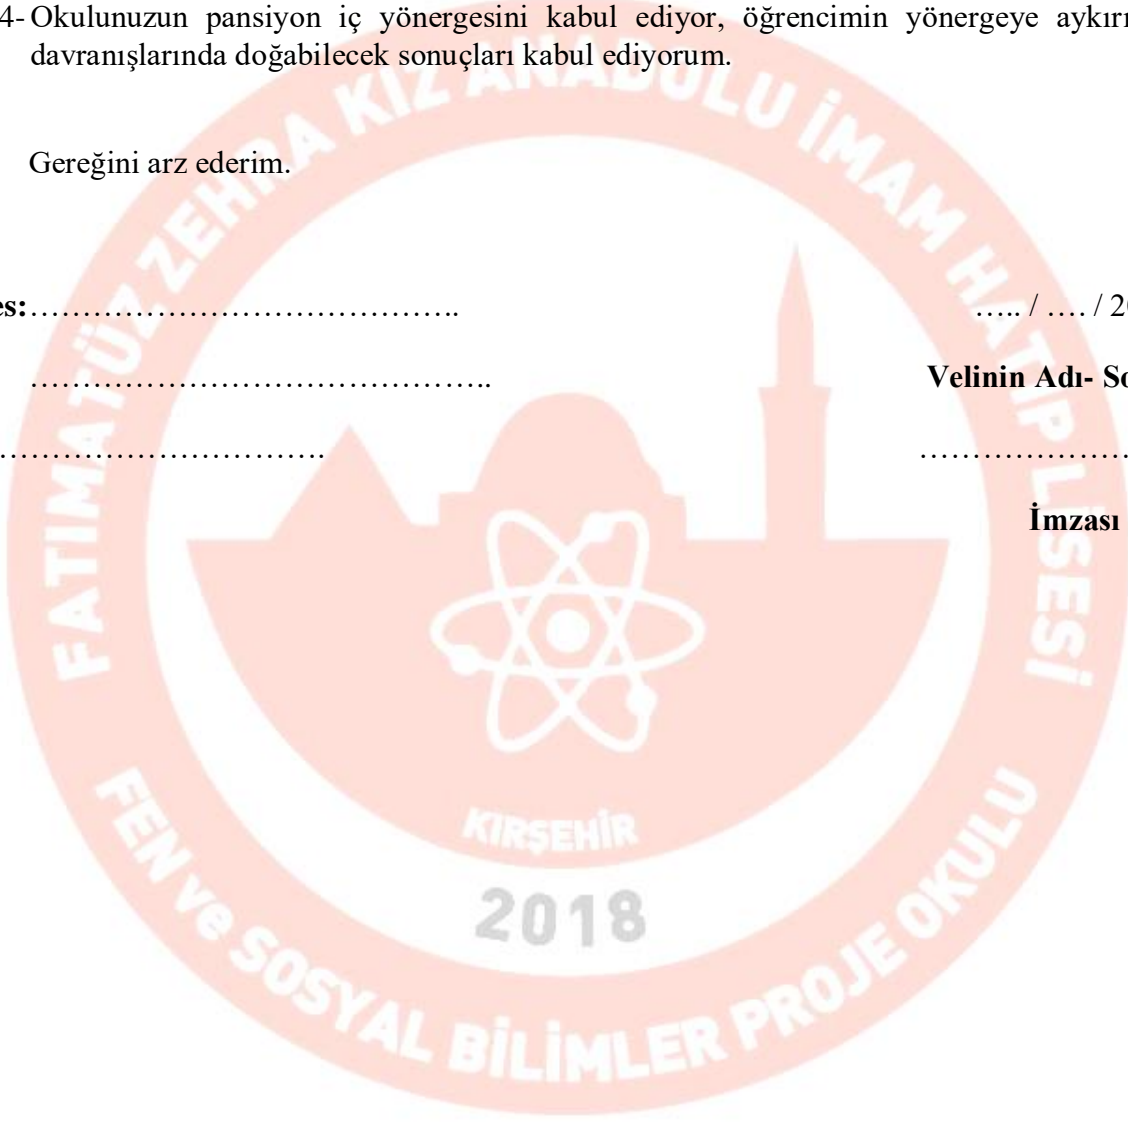 4- Okulunuzun pansiyon iç yönergesini kabul ediyor, öğrencimin yönergeye aykırı
davranışlarında doğabilecek sonuçları kabul ediyorum.
Gereğini arz ederim.
es:…………………………………….. ….. / …. / 2
……………………………………….. Velinin Adı- So
…………………………. …………………
İmzası
FATIMATÜZ ZEHRA KIZ ANADOLU İMAM HATİP LİSESİ
KIRŞEHİR
2018
FEN ve SOSYAL BİLİMLER PROJE OKULU